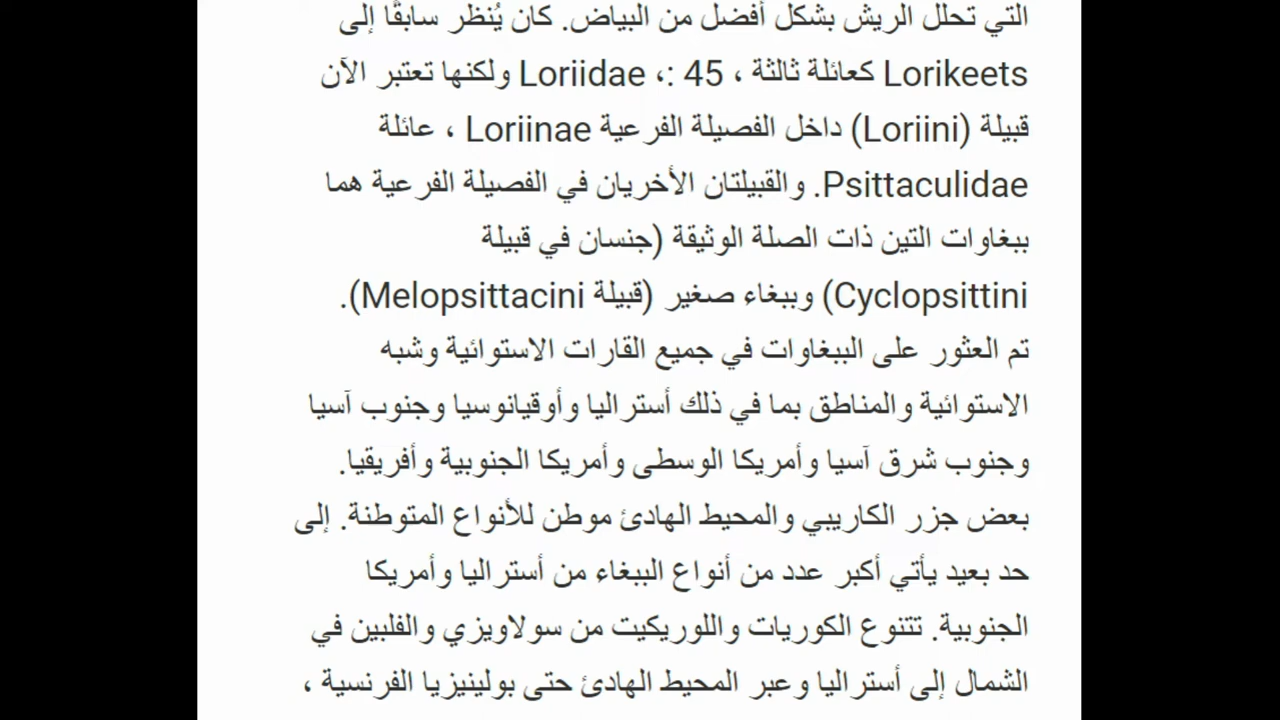 التي تحلل الريش بشكل أفضل من البياض. كان يُنظر سابقًا إلى
Lorikeets كعائلة ثالثة ، Loriidae ،: 45 ولكنها تعتبر الآن
قبيلة (Loriini) داخل الفصيلة الفرعية Loriinae ، عائلة
Psittaculidae. والقبيلتان الأخريان في الفصيلة الفرعية هما
ببغاوات التين ذات الصلة الوثيقة (جنسان في قبيلة
Cyclopsittini) وببغاء صغير (قبيلة Melopsittacini).
تم العثور على الببغاوات في جميع القارات الاستوائية وشبه
الاستوائية والمناطق بما في ذلك أستراليا وأوقيانوسيا وجنوب آسيا
وجنوب شرق آسيا وأمريكا الوسطى وأمريكا الجنوبية وأفريقيا.
بعض جزر الكاريبي والمحيط الهادئ موطن للأنواع المتوطنة. إلى
حد بعيد يأتي أكبر عدد من أنواع الببغاء من أستراليا وأمريكا
الجنوبية. تتنوع الكوريات واللوريكيت من سولاويزي والفلبين في
الشمال إلى أستراليا وعبر المحيط الهادئ حتى بولينيزيا الفرنسية ،